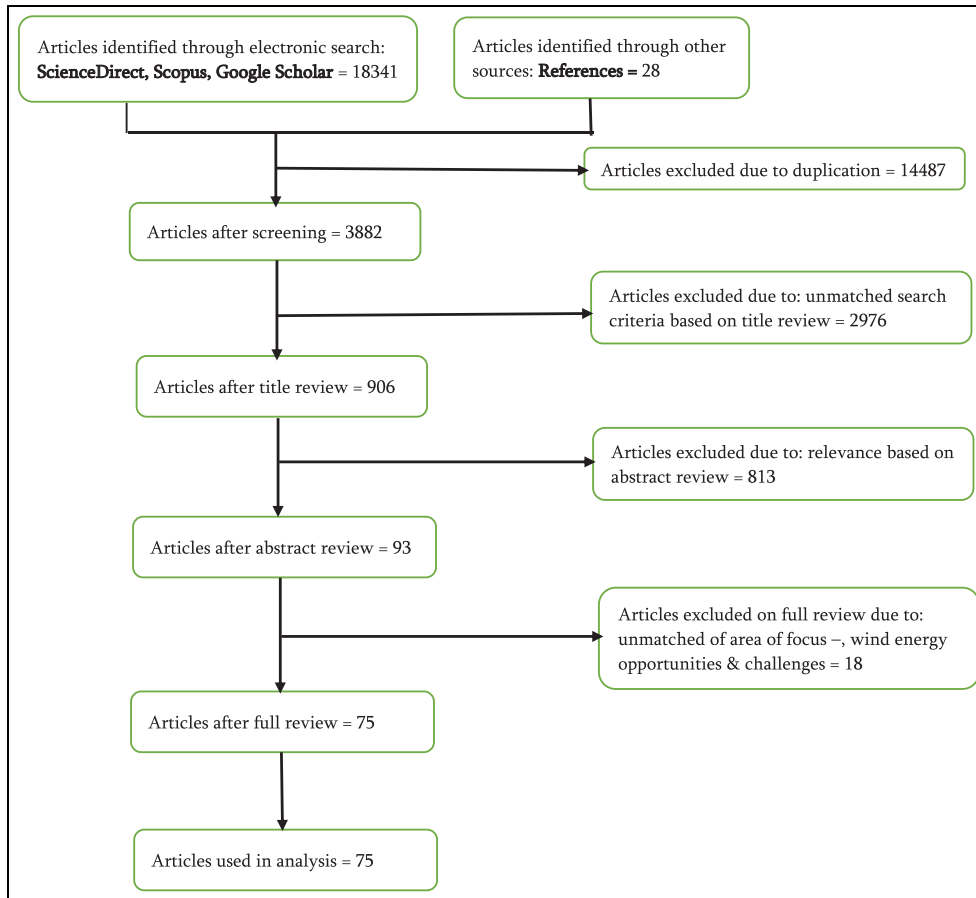 Articles identified through electronic search:
ScienceDirect, Scopus, Google Scholar = 18341
Articles identified through other
sources: References = 28
Articles excluded due to duplication = 14487
Articles after screening = 3882
Articles excluded due to: unmatched search
criteria based on title review = 2976
Articles after title review = 906
Articles excluded due to: relevance based on
abstract review = 813
Articles after abstract review = 93
Articles excluded on full review due to:
unmatched of area of focus –, wind energy
opportunities & challenges = 18
Articles after full review = 75
Articles used in analysis = 75